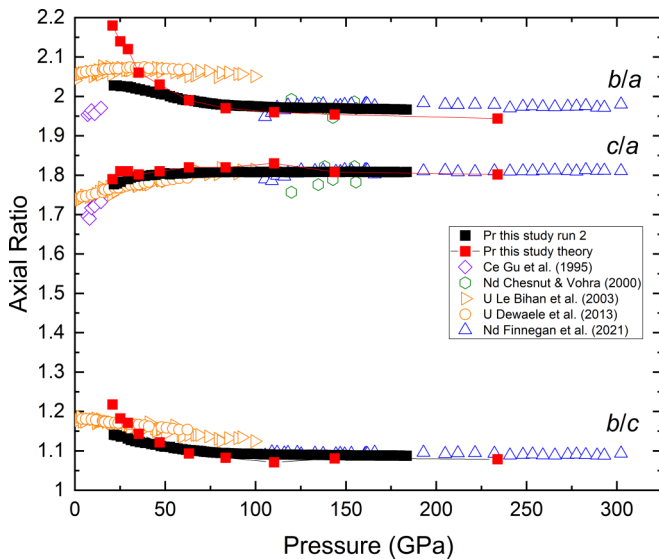 2.2
b/a
2.1
2
1.9
c/a
1.8
1.7
Axial Ratio
1.6
Pr this study run 2
Pr this study theory
Ce Gu et al. (1995)
Nd Chesnut & Vohra (2000)
U Le Bihan et al. (2003)
U Dewaele et al. (2013)
Nd Finnegan et al. (2021)
1.5
1.4
1.3
1.2
b/c
1.1
1
0 50 100 150 200 250 300
Pressure (GPa)